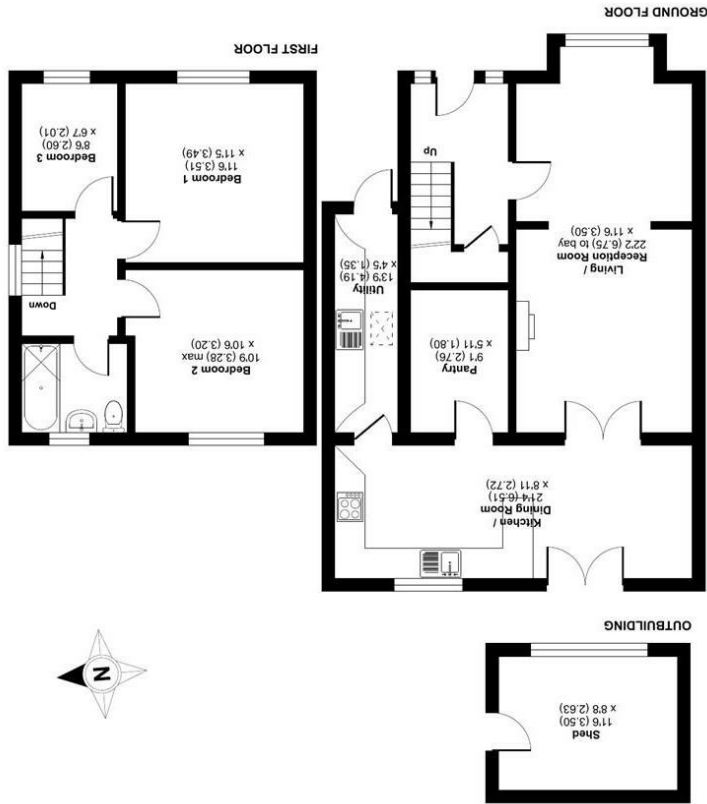 OUTBUILDING
Shed
11'6 (3.50)
x 8'8 (2.63)
N
Kitchen /
Dining Room
21'4 (6.51)
x 8'11 (2.72)
Pantry
9'1 (2.76)
x 5'11 (1.80)
Utility
13'9 (4.19)
x 4'5 (1.35)
Living /
Reception Room
22'2 (6.75) to bay
x 11'6 (3.50)
Up
GROUND FLOOR
Bedroom 2
10'9 (3.28) max
x 10'6 (3.20)
Down
Bedroom 1
11'6 (3.51)
x 11'5 (3.49)
Bedroom 3
8'6 (2.60)
x 6'7 (2.01)
FIRST FLOOR